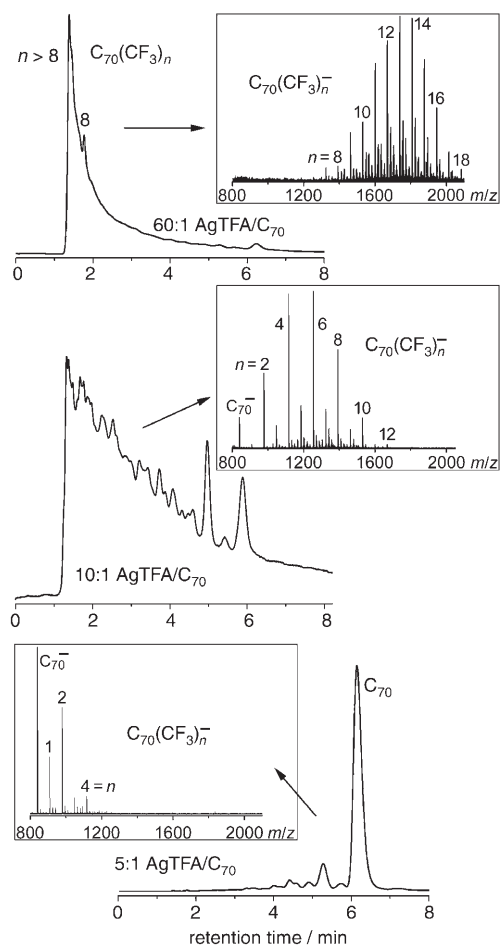 n > 8 C70(CF3)n
8
60:1 AgTFA/C70
0 2 4 6 8
C70(CF3)n−
n = 8 10 12 14 16 18
800 1200 1600 2000 m/z
10:1 AgTFA/C70
0 2 4 6 8
C70− n = 2 4 6 8 10 12
C70(CF3)n−
800 1200 1600 2000 m/z
C70− 1 2 4 = n
C70(CF3)n−
800 1200 1600 2000 m/z
C70
5:1 AgTFA/C70
0 2 4 6 8
retention time / min